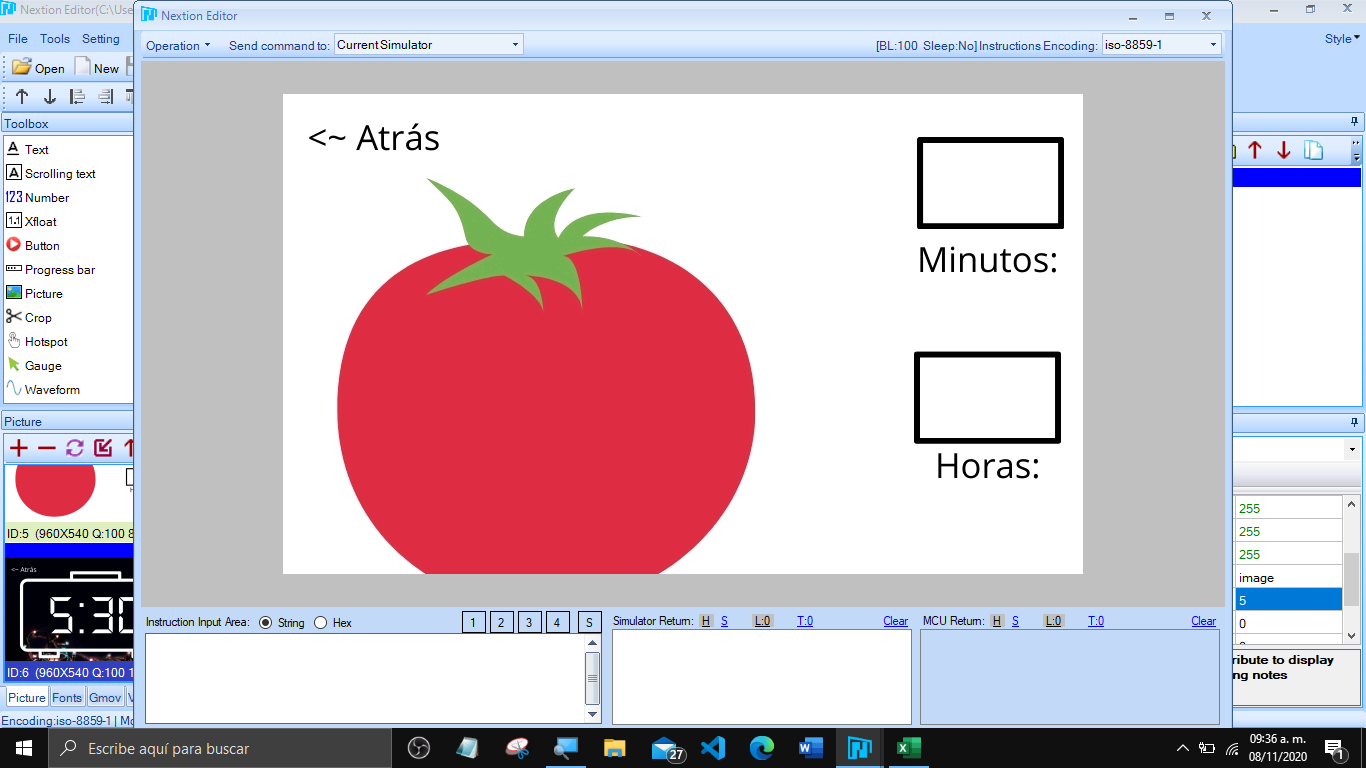 Nextion Editor(C:\Use
Nextion Editor
File Tools Setting
Operation Send command to: Current Simulator [BL:100 Sleep:No] Instructions Encoding: iso-8859-1
Style
Open New
Toolbox
Text
Scrolling text
Number
Xfloat
Button
Progress bar
Picture
Crop
Hotspot
Gauge
Waveform
<~ Atrás
Minutos:
Horas:
Picture
ID:5 (960X540 Q:100 8
<~ Atrás
5:30
ID:6 (960X540 Q:100 1
Picture Fonts Gmov V
Encoding:iso-8859-1 | Mo
255
255
255
image
5
0
ribute to display
ng notes
Instruction Input Area: String Hex 1 2 3 4 S
Simulator Return: H S L:0 T:0 Clear
MCU Return: H S L:0 T:0 Clear
Escribe aquí para buscar
27
09:36 a. m.
08/11/2020
1